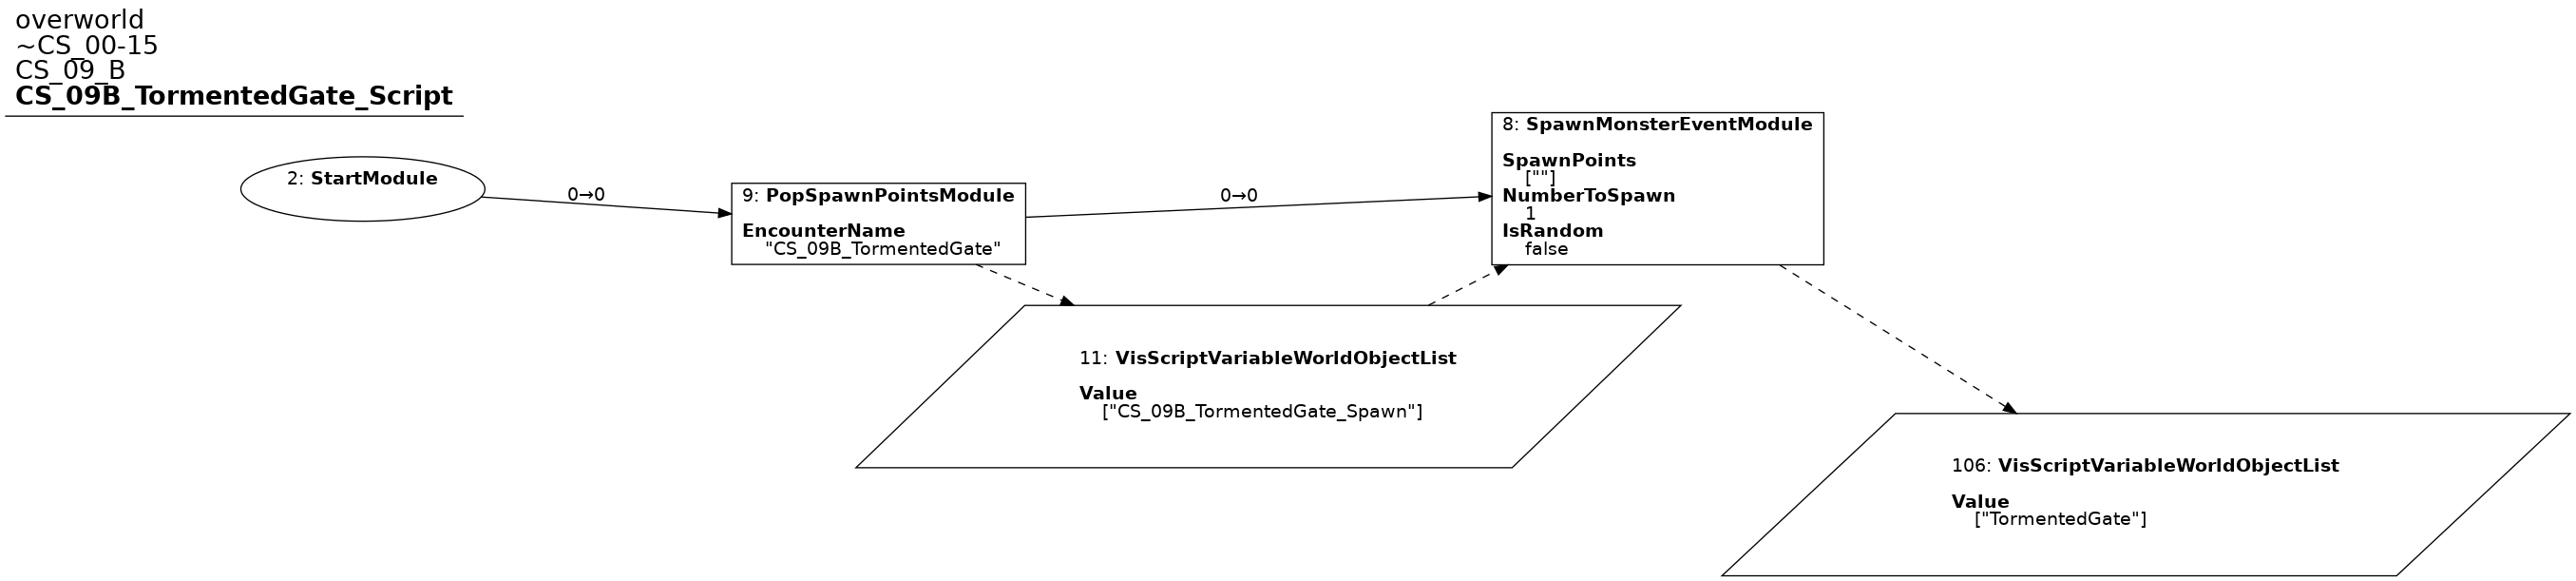 overworld
~CS_00-15
CS_09_B
CS_09B_TormentedGate_Script
2: StartModule
0→0
9: PopSpawnPointsModule
EncounterName
"CS_09B_TormentedGate"
0→0
8: SpawnMonsterEventModule
SpawnPoints
[""]
NumberToSpawn
1
IsRandom
false
11: VisScriptVariableWorldObjectList
Value
["CS_09B_TormentedGate_Spawn"]
106: VisScriptVariableWorldObjectList
Value
["TormentedGate"]